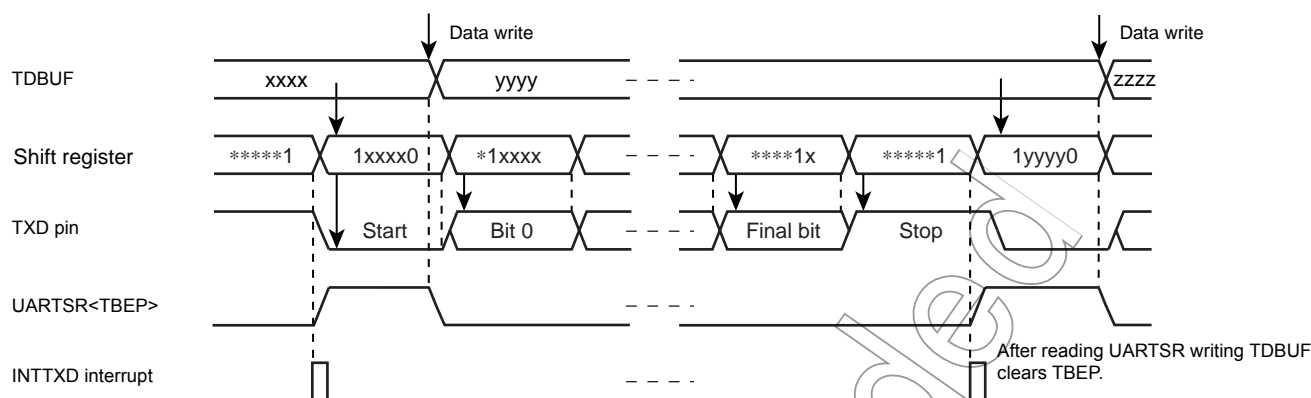 Data write
Data write
TDBUF xxxx yyyy zzzz
Shift register *****1 1xxxx0 *1xxxx ****1x *****1 1yyyy0
TXD pin Start Bit 0 Final bit Stop
UARTSR<TBEP>
After reading UARTSR writing TDBUF
INTTXD interrupt
clears TBEP.